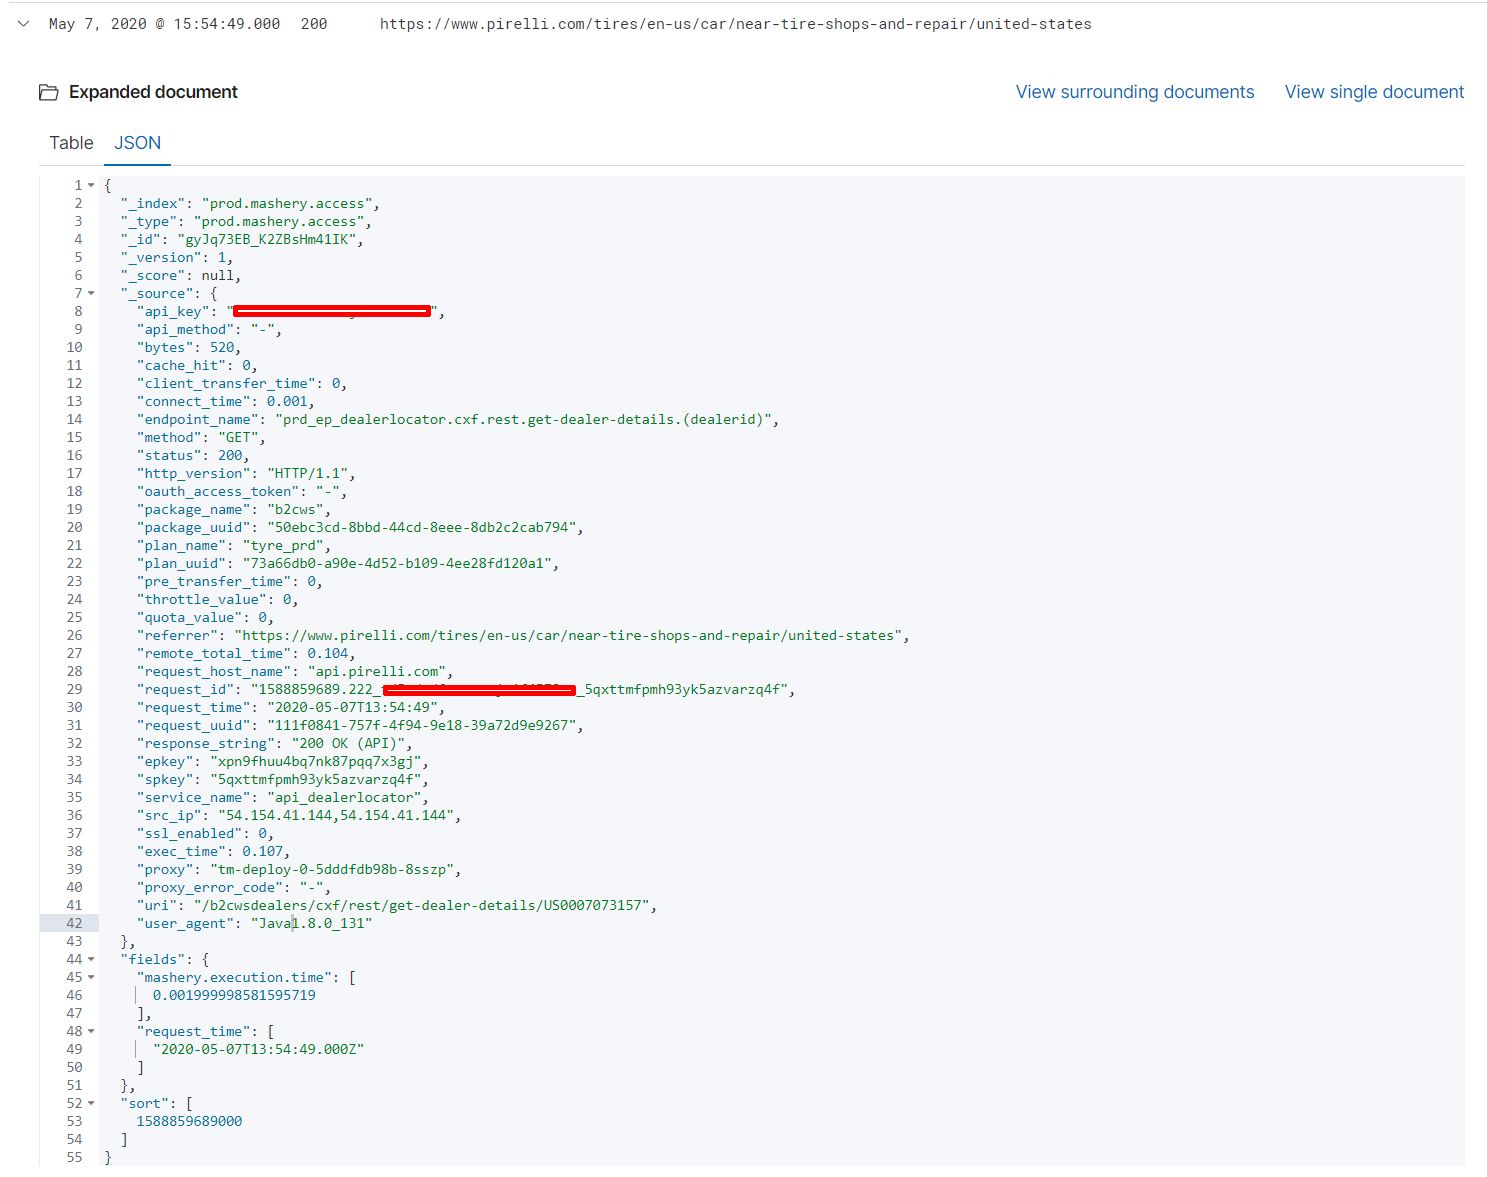 May 7, 2020 @ 15:54:49.000 200 https://www.pirelli.com/tires/en-us/car/near-tire-shops-and-repair/united-states
Expanded document View surrounding documents View single document
Table JSON
1 {
2 "_index": "prod.mashery.access",
3 "_type": "prod.mashery.access",
4 "_id": "gyJq73EB_K2ZBsHm41IK",
5 "_version": 1,
6 "_score": null,
7 "_source": {
8 "api_key": "",
9 "api_method": "-",
10 "bytes": 520,
11 "cache_hit": 0,
12 "client_transfer_time": 0,
13 "connect_time": 0.001,
14 "endpoint_name": "prd_ep_dealerlocator.cxf.rest.get-dealer-details.(dealerid)",
15 "method": "GET",
16 "status": 200,
17 "http_version": "HTTP/1.1",
18 "oauth_access_token": "-",
19 "package_name": "b2cws",
20 "package_uuid": "50ebc3cd-8bbd-44cd-8eee-8db2c2cab794",
21 "plan_name": "tyre_prd",
22 "plan_uuid": "73a66db0-a90e-4d52-b109-4ee28fd120a1",
23 "pre_transfer_time": 0,
24 "throttle_value": 0,
25 "quota_value": 0,
26 "referrer": "https://www.pirelli.com/tires/en-us/car/near-tire-shops-and-repair/united-states",
27 "remote_total_time": 0.104,
28 "request_host_name": "api.pirelli.com",
29 "request_id": "1588859689.222_ _5qxttmfpmh93yk5azvarzq4f",
30 "request_time": "2020-05-07T13:54:49",
31 "request_uuid": "111f0841-757f-4f94-9e18-39a72d9e9267",
32 "response_string": "200 OK (API)",
33 "epkey": "xpn9fhuu4bq7nk87pqq7x3gj",
34 "spkey": "5qxttmfpmh93yk5azvarzq4f",
35 "service_name": "api_dealerlocator",
36 "src_ip": "54.154.41.144,54.154.41.144",
37 "ssl_enabled": 0,
38 "exec_time": 0.107,
39 "proxy": "tm-deploy-0-5dddfdb98b-8sszp",
40 "proxy_error_code": "-",
41 "uri": "/b2cwsdealers/cxf/rest/get-dealer-details/US0007073157",
42 "user_agent": "Java1.8.0_131"
43 },
44 "fields": {
45 "mashery.execution.time": [
46 0.001999998581595719
47 ],
48 "request_time": [
49 "2020-05-07T13:54:49.000Z"
50 ]
51 },
52 "sort": [
53 1588859689000
54 ]
55 }